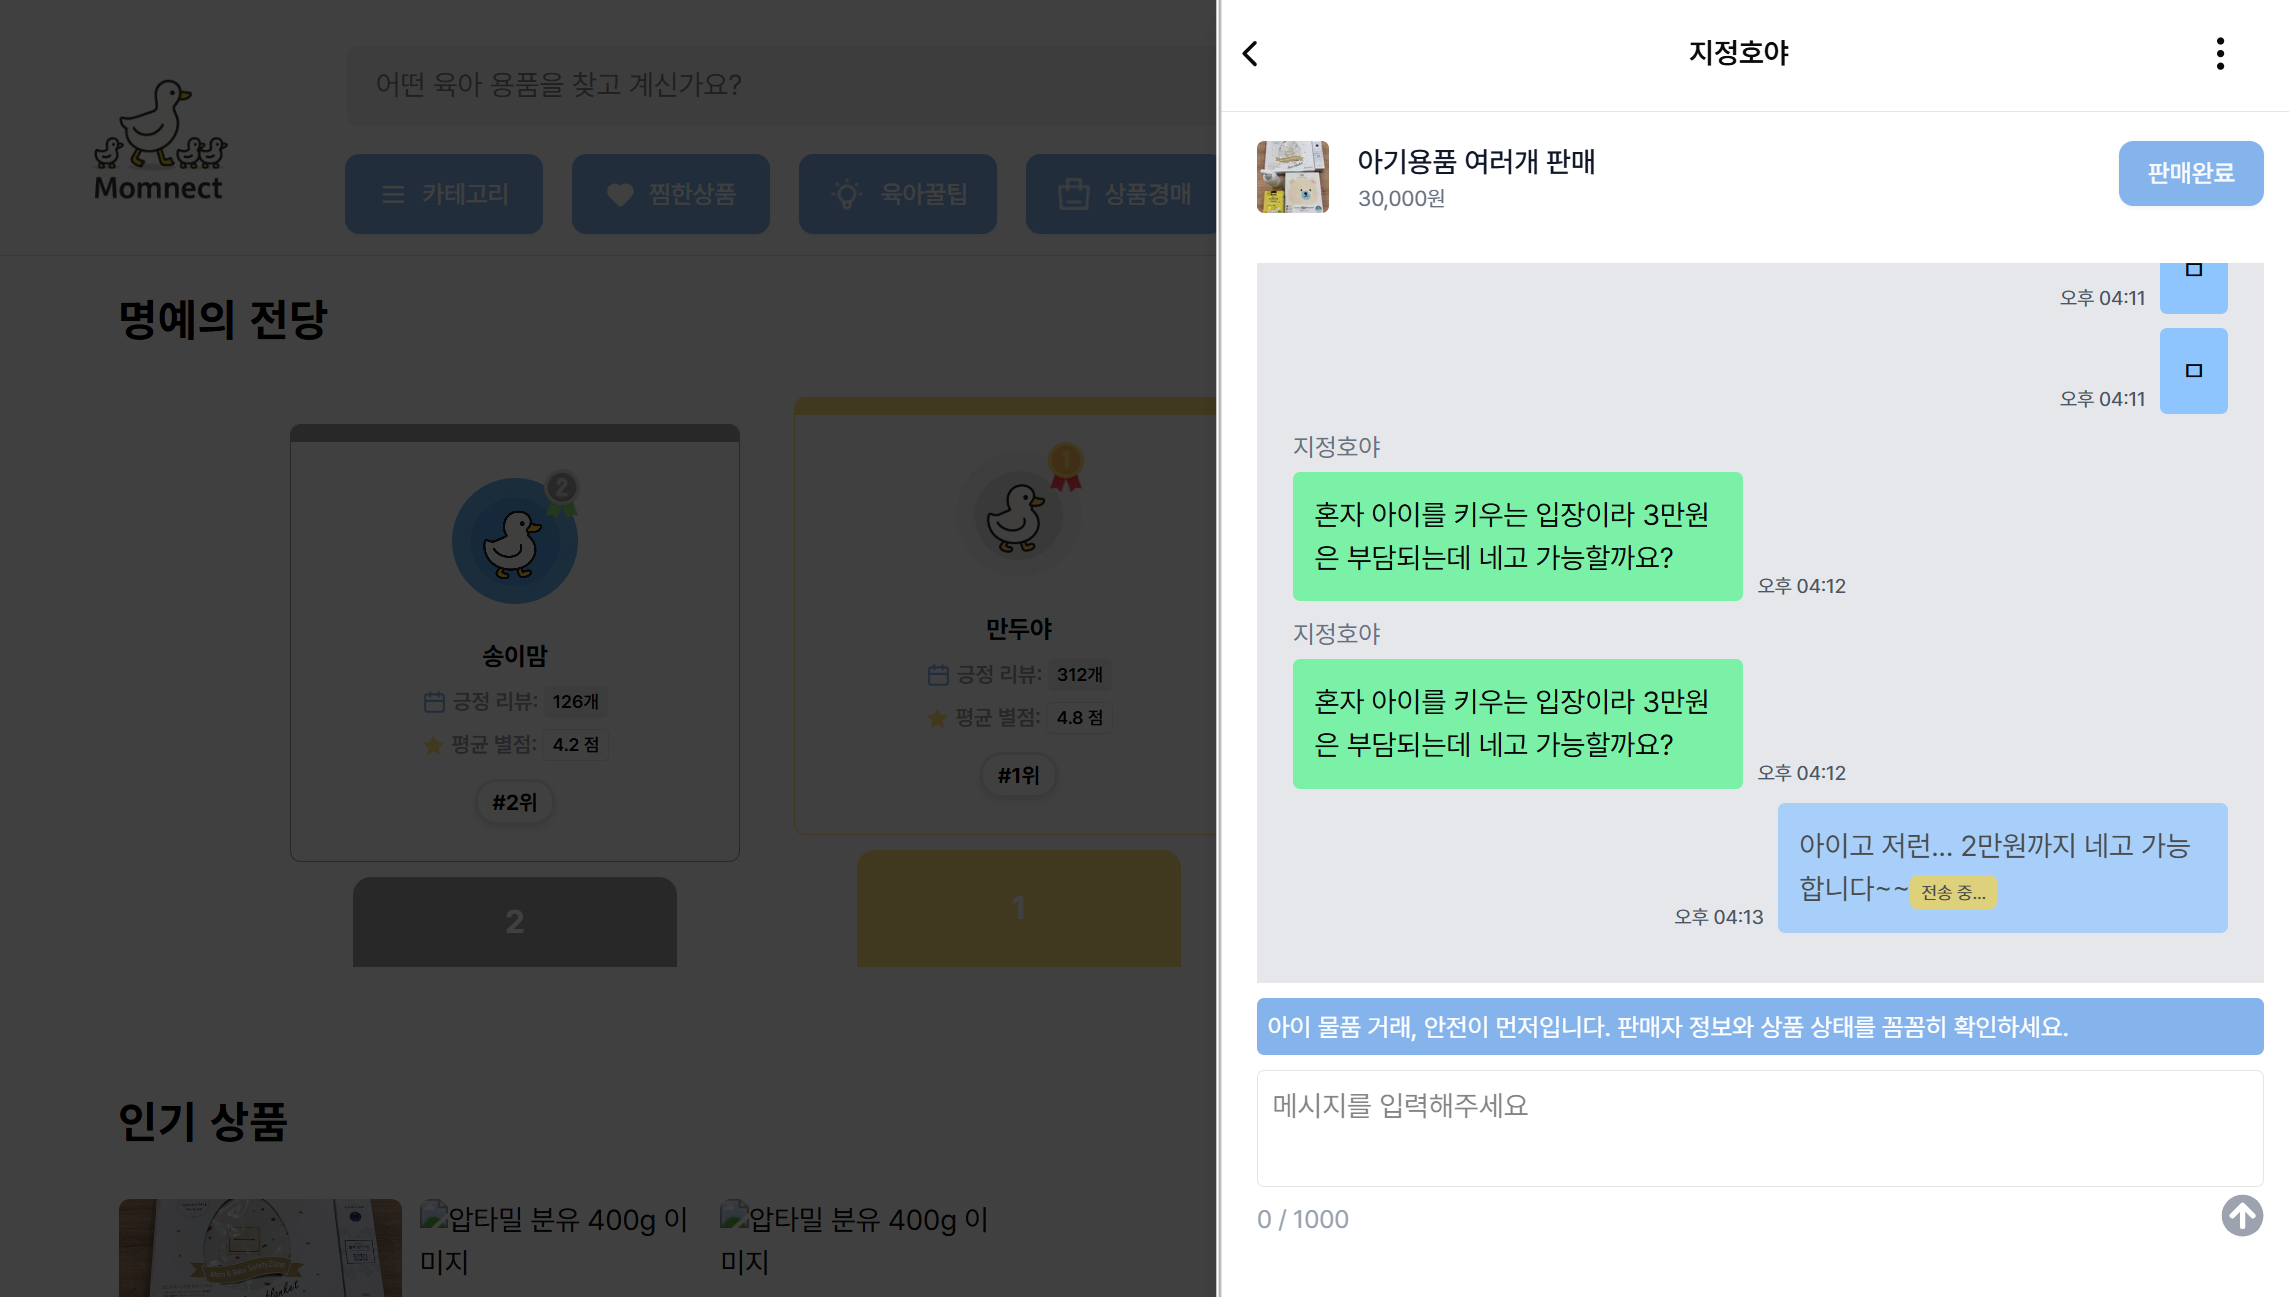 어떤 육아 용품을 찾고 계신가요?
Momnect
카테고리
찜한상품
육아꿀팁
상품경매
명예의 전당
2
송이맘
긍정 리뷰: 126개
평균 별점: 4.2 점
#2위
2
1
만두야
긍정 리뷰: 312개
평균 별점: 4.8 점
#1위
1
인기 상품
Mom & Baby Safety Zone
blanket
압타밀 분유 400g 이
미지
압타밀 분유 400g 이
미지
지정호야
아기용품 여러개 판매
30,000원
판매완료
ㅁ
오후 04:11
ㅁ
오후 04:11
지정호야
혼자 아이를 키우는 입장이라 3만원
은 부담되는데 네고 가능할까요?
오후 04:12
지정호야
혼자 아이를 키우는 입장이라 3만원
은 부담되는데 네고 가능할까요?
오후 04:12
아이고 저런... 2만원까지 네고 가능
합니다~~ 전송 중...
오후 04:13
아이 물품 거래, 안전이 먼저입니다. 판매자 정보와 상품 상태를 꼼꼼히 확인하세요.
메시지를 입력해주세요
0 / 1000